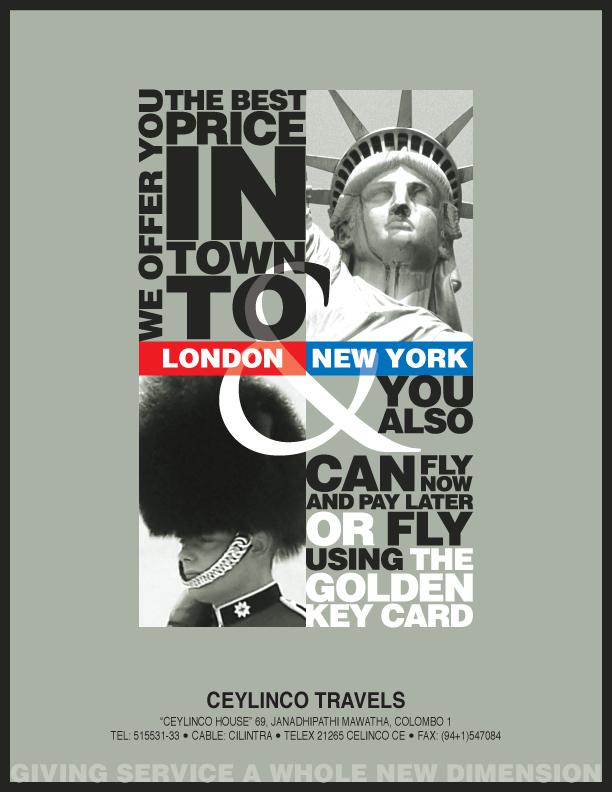 WE OFFER YOU
THE BEST
PRICE
IN
TOWN
TO
LONDON
&
NEW YORK
YOU
ALSO
CAN FLY
NOW
AND PAY LATER
OR FLY
USING THE
GOLDEN
KEY CARD
CEYLINCO TRAVELS
“CEYLINCO HOUSE” 69, JANADHIPATHI MAWATHA, COLOMBO 1
TEL: 515531-33 • CABLE: CILINTRA • TELEX 21265 CELINCO CE • FAX: (94+1)547084
GIVING SERVICE A WHOLE NEW DIMENSION